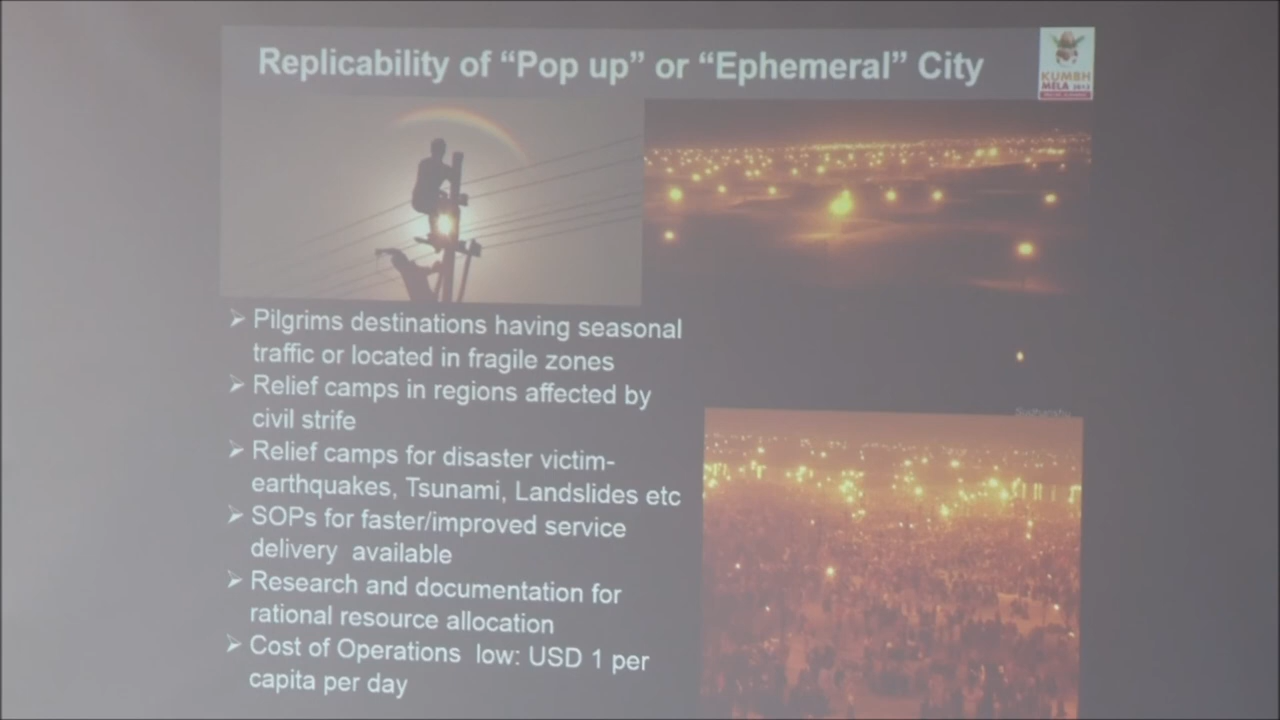 Replicability of “Pop up” or “Ephemeral” City
KUMBH
MELA 2013
➢ Pilgrims destinations having seasonal
traffic or located in fragile zones
➢ Relief camps in regions affected by
civil strife
➢ Relief camps for disaster victim-
earthquakes, Tsunami, Landslides etc
➢ SOPs for faster/improved service
delivery available
➢ Research and documentation for
rational resource allocation
➢ Cost of Operations low: USD 1 per
capita per day